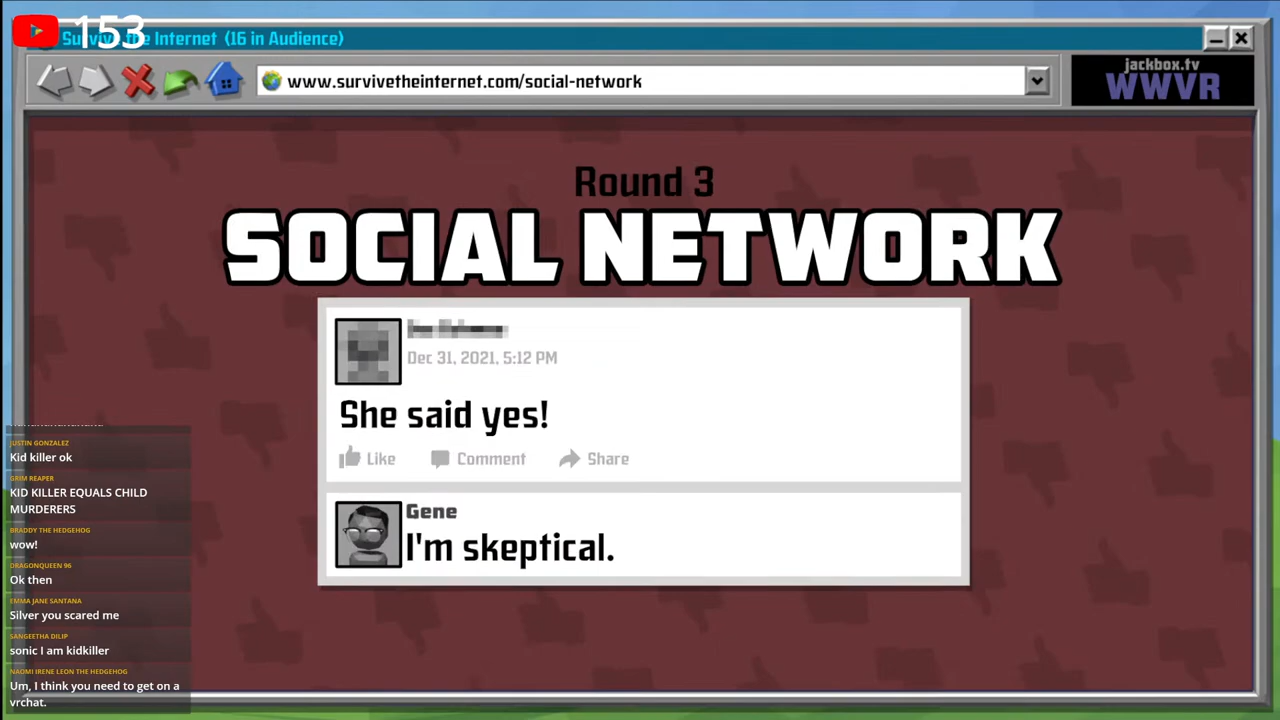 153
Survive the Internet (16 in Audience)
www.survivetheinternet.com/social-network
jackbox.tv
WWVR
Round 3
SOCIAL NETWORK
Dec 31, 2021, 5:12 PM
She said yes!
Like
Comment
Share
Gene
I'm skeptical.
JUSTIN GONZALEZ
Kid killer ok
GRIM REAPER
KID KILLER EQUALS CHILD
MURDERERS
BRADDY THE HEDGEHOG
wow!
DRAGONQUEEN 96
Ok then
EMMA JANE SANTANA
Silver you scared me
SANGEETHA DILIP
sonic I am kidkiller
NAOMI IRENE LEON THE HEDGEHOG
Um, I think you need to get on a
vrchat.